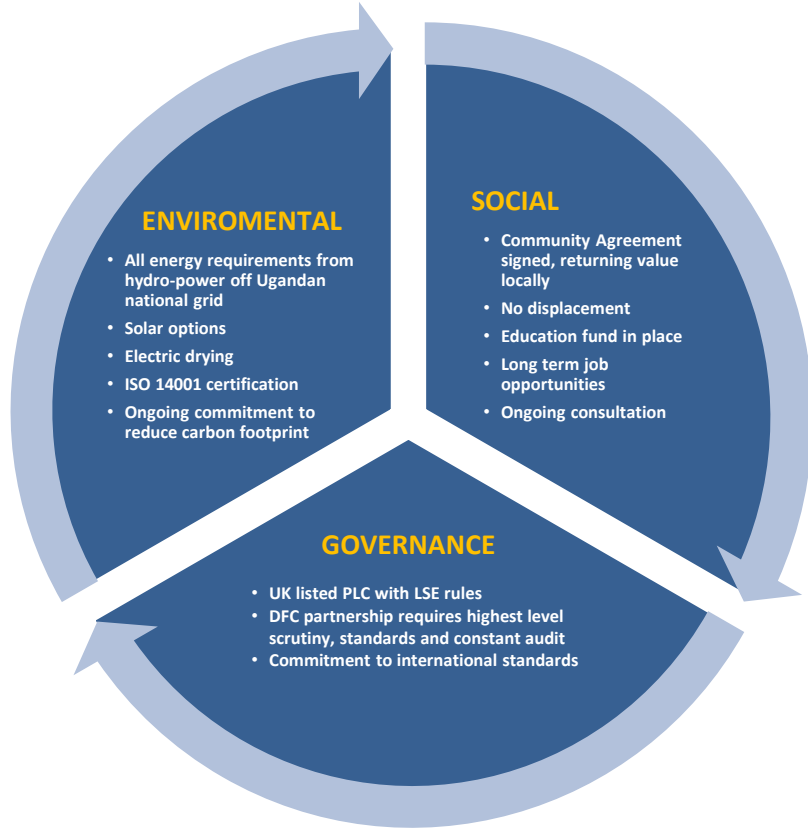 ENVIROMENTAL
• All energy requirements from
hydro-power off Ugandan
national grid
• Solar options
• Electric drying
• ISO 14001 certification
• Ongoing commitment to
reduce carbon footprint
SOCIAL
• Community Agreement
signed, returning value
locally
• No displacement
• Education fund in place
• Long term job
opportunities
• Ongoing consultation
GOVERNANCE
• UK listed PLC with LSE rules
• DFC partnership requires highest level
scrutiny, standards and constant audit
• Commitment to international standards